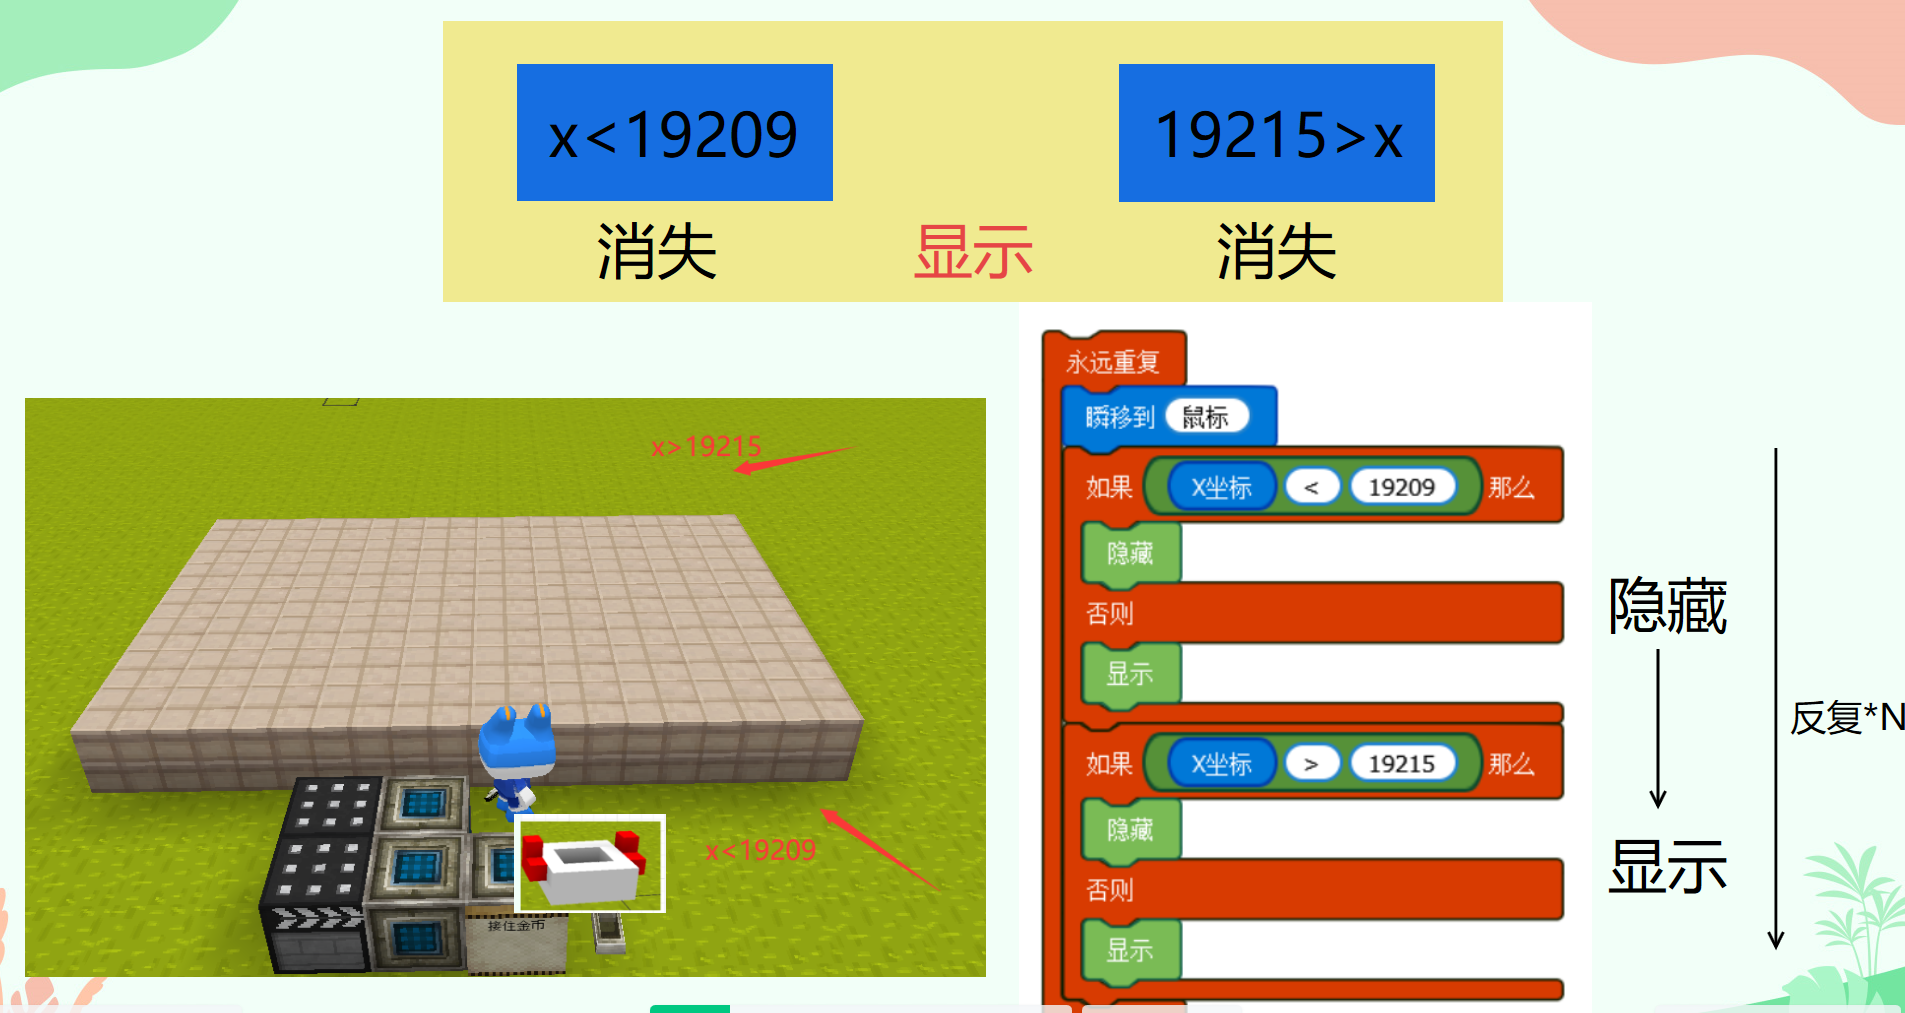 x<19209
19215>x
消失
显示
消失
x>19215
x<19209
接住金币
永远重复
瞬移到 鼠标
如果 X坐标 < 19209 那么
隐藏
否则
显示
如果 X坐标 > 19215 那么
隐藏
否则
显示
隐藏
显示
反复*N